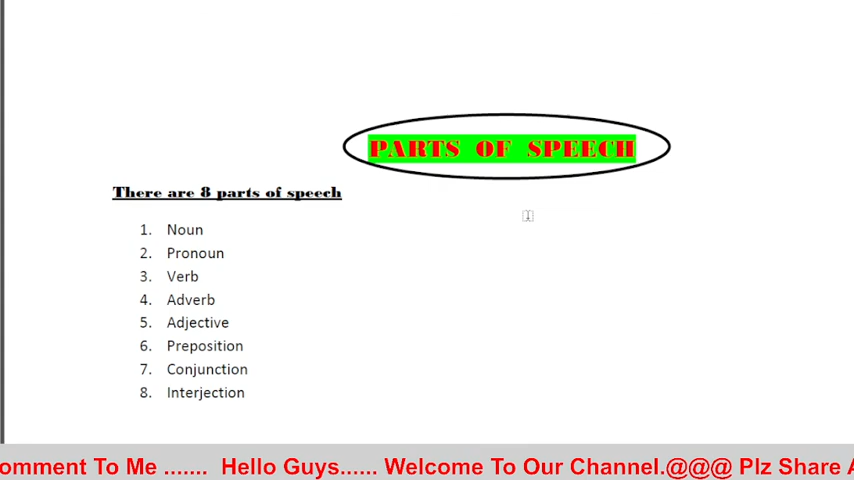 PARTS OF SPEECH
There are 8 parts of speech
1. Noun
2. Pronoun
3. Verb
4. Adverb
5. Adjective
6. Preposition
7. Conjunction
8. Interjection
omment To Me ....... Hello Guys...... Welcome To Our Channel.@@@ Plz Share A